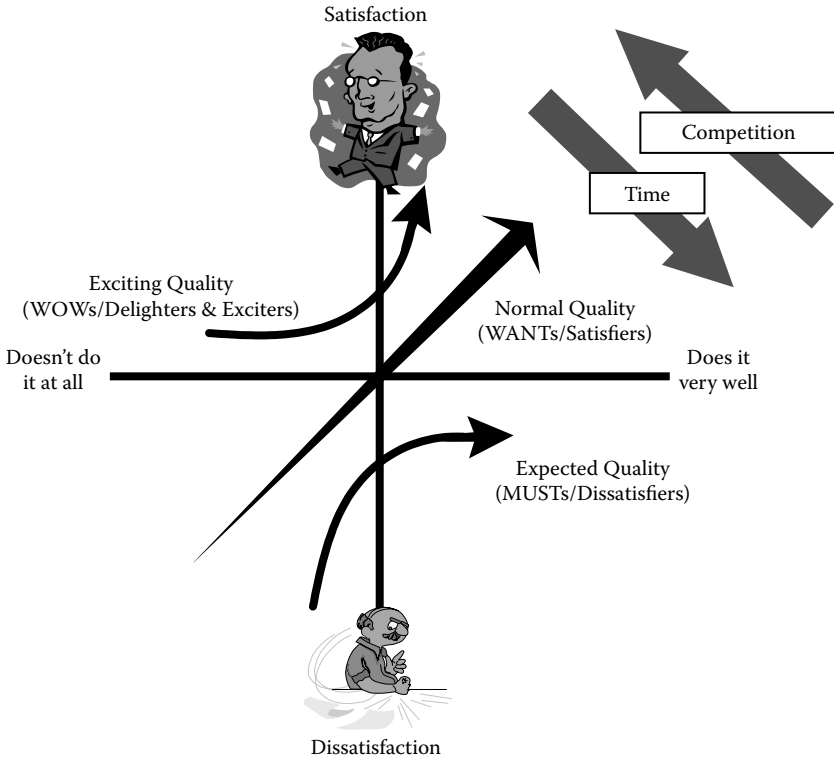 Satisfaction
Competition
Time
Exciting Quality
(WOWs/Delighters & Exciters)
Normal Quality
(WANTS/Satisfiers)
Doesn’t do
it at all
Does it
very well
Expected Quality
(MUSTs/Dissatisfiers)
Dissatisfaction